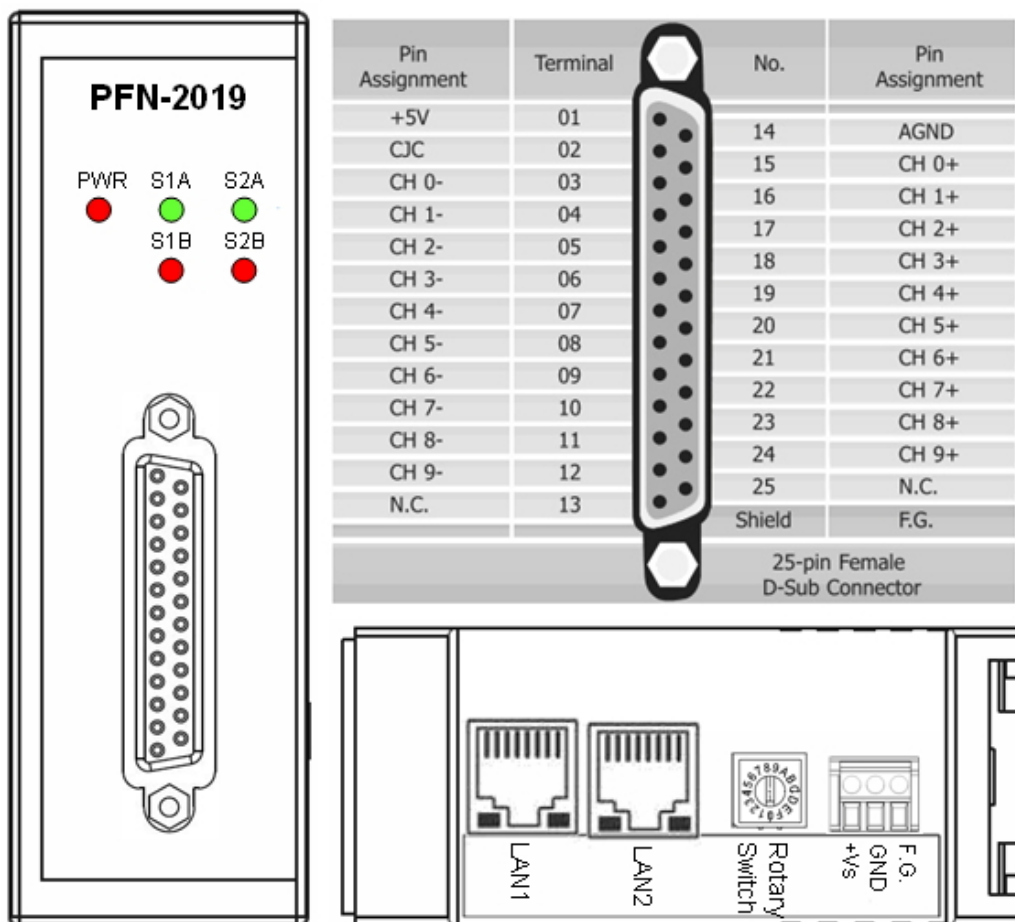 PFN-2019
PWR S1A S2A
S1B S2B
Pin Assignment Terminal No. Pin Assignment
+5V 01
14 AGND
CJC 02
15 CH 0+
CH 0- 03
16 CH 1+
CH 1- 04
17 CH 2+
CH 2- 05
18 CH 3+
CH 3- 06
19 CH 4+
CH 4- 07
20 CH 5+
CH 5- 08
21 CH 6+
CH 6- 09
22 CH 7+
CH 7- 10
23 CH 8+
CH 8- 11
24 CH 9+
CH 9- 12
25 N.C.
N.C. 13
Shield F.G.
25-pin Female
D-Sub Connector
0123456789ABCDEF
LAN1
LAN2
Rotary
Switch
F.G.
GND
+Vs